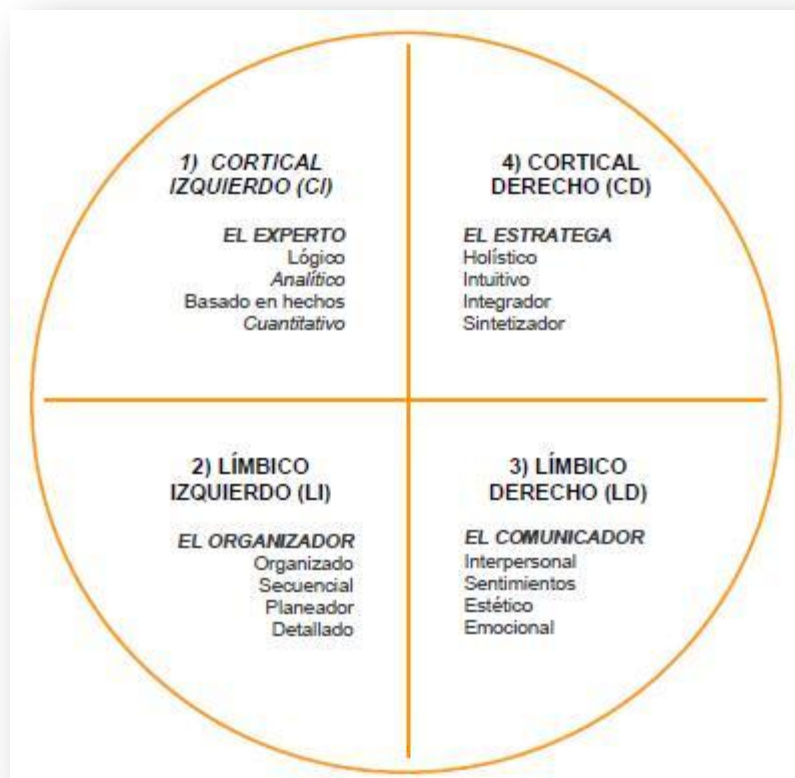 1) CORTICAL
IZQUIERDO (CI)
EL EXPERTO
Lógico
Analítico
Basado en hechos
Cuantitativo
4) CORTICAL
DERECHO (CD)
EL ESTRATEGA
Holístico
Intuitivo
Integrador
Sintetizador
2) LÍMBICO
IZQUIERDO (LI)
EL ORGANIZADOR
Organizado
Secuencial
Planeador
Detallado
3) LÍMBICO
DERECHO (LD)
EL COMUNICADOR
Interpersonal
Sentimientos
Estético
Emocional